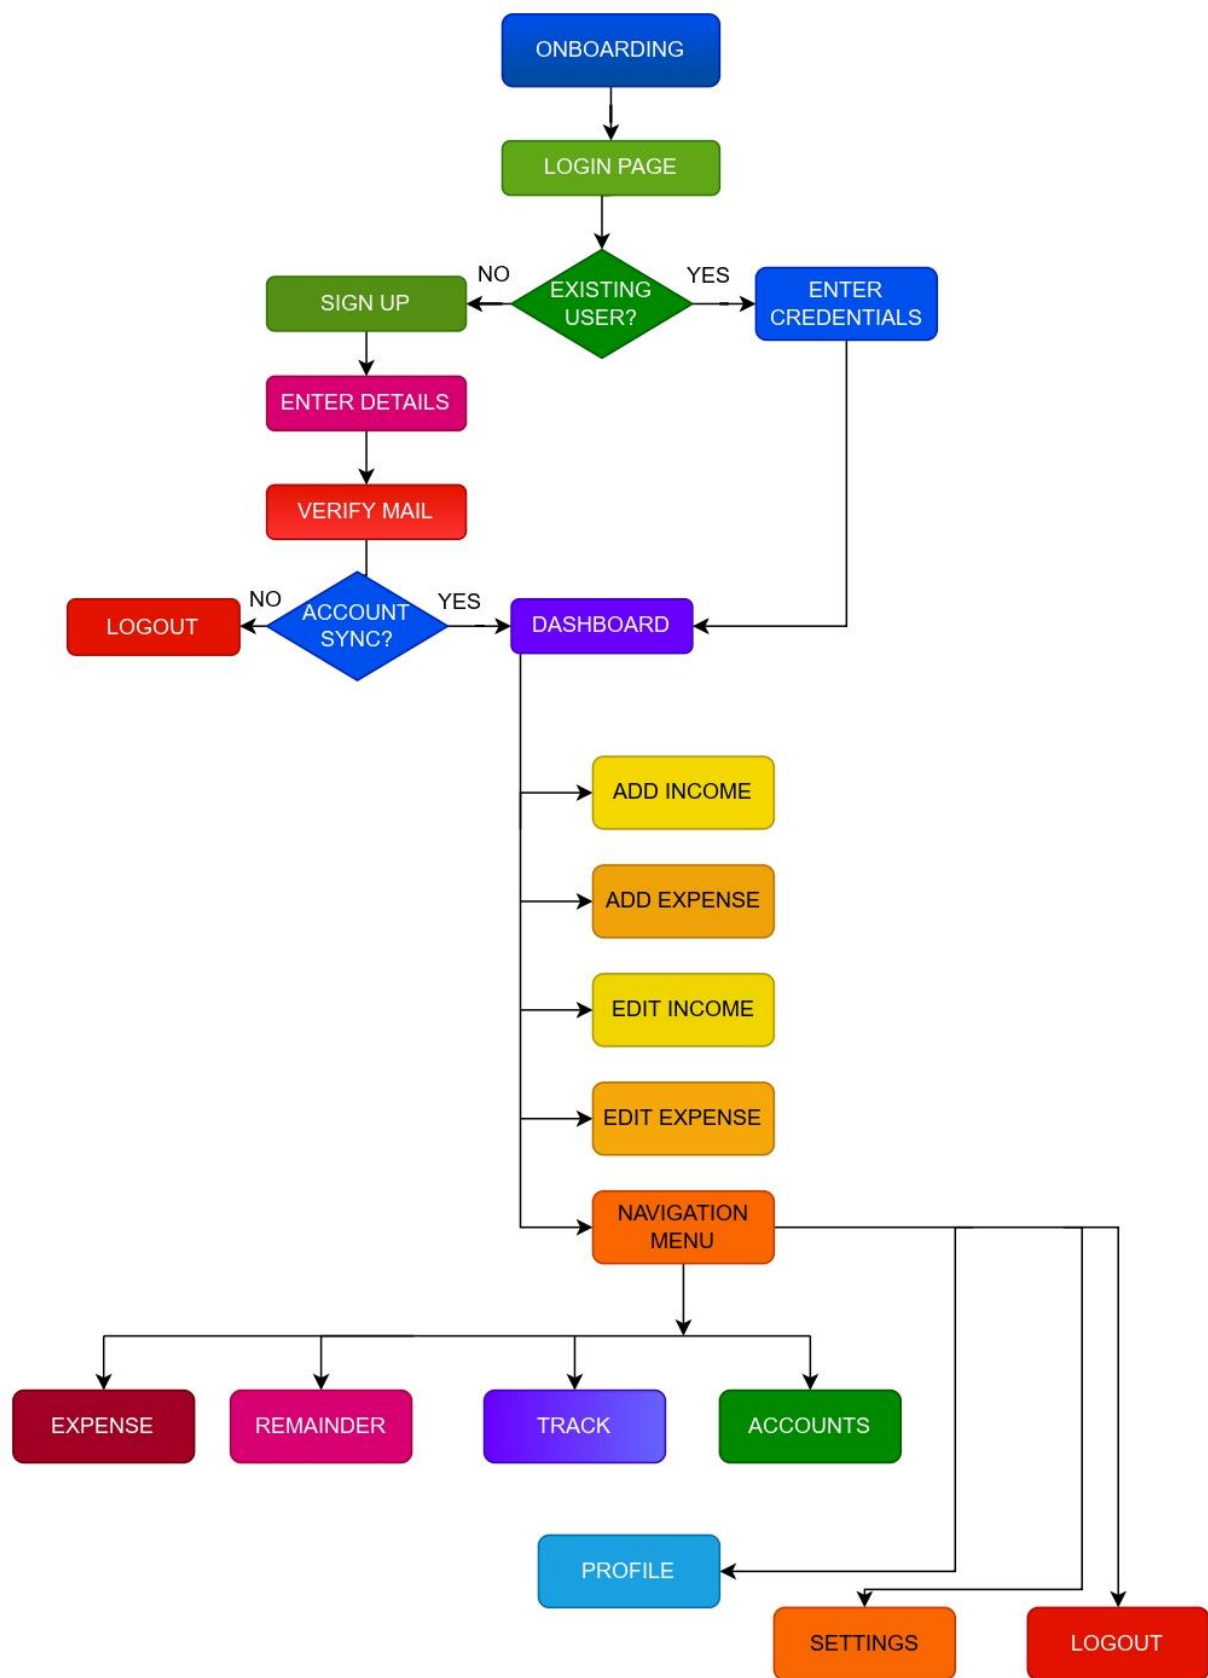 ONBOARDING
LOGIN PAGE
NO
EXISTING
USER?
YES
ENTER
CREDENTIALS
SIGN UP
ENTER DETAILS
VERIFY MAIL
LOGOUT
NO
ACCOUNT
SYNC?
YES
DASHBOARD
ADD INCOME
ADD EXPENSE
EDIT INCOME
EDIT EXPENSE
NAVIGATION
MENU
EXPENSE
REMAINDER
TRACK
ACCOUNTS
PROFILE
SETTINGS
LOGOUT